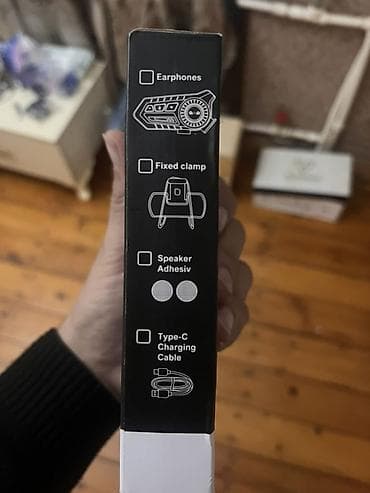 Earphones
Fixed clamp
Speaker
Adhesiv
Type-C
Charging
Cable